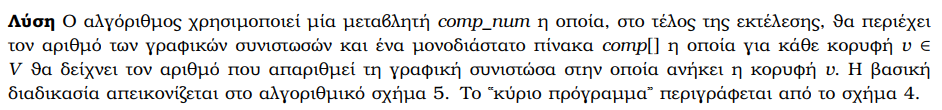 Λύση Ο αλγόριθμος χρησιμοποιεί μία μεταβλητή comp_num η οποία, στο τέλος της εκτέλεσης, θα περιέχει
τον αριθμό των γραφικών συνιστωσών και ένα μονοδιάστατο πίνακα comp[] η οποία για κάθε κορυφή v ∈
V θα δείχνει τον αριθμό που απαριθμεί τη γραφική συνιστώσα στην οποία ανήκει η κορυφή v. Η βασική
διαδικασία απεικονίζεται στο αλγοριθμικό σχήμα 5. Το “κύριο πρόγραμμα” περιγράφεται από το σχήμα 4.